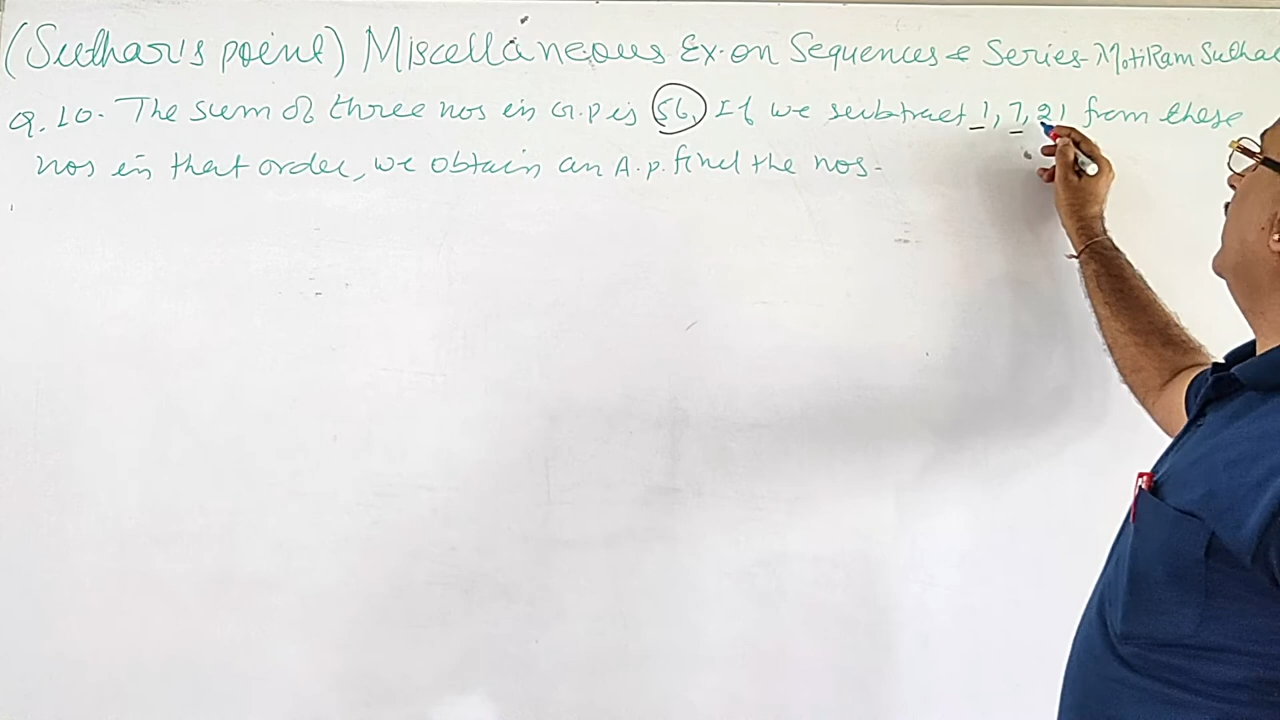 (Suthar's point) Miscellaneous Ex. on Sequences & Series - MotiRam Suthar
Q.10. The sum of three nos in G.P is 56. If we subtract 1, 7, 21 from these
nos in that order, we obtain an A.P. find the nos.